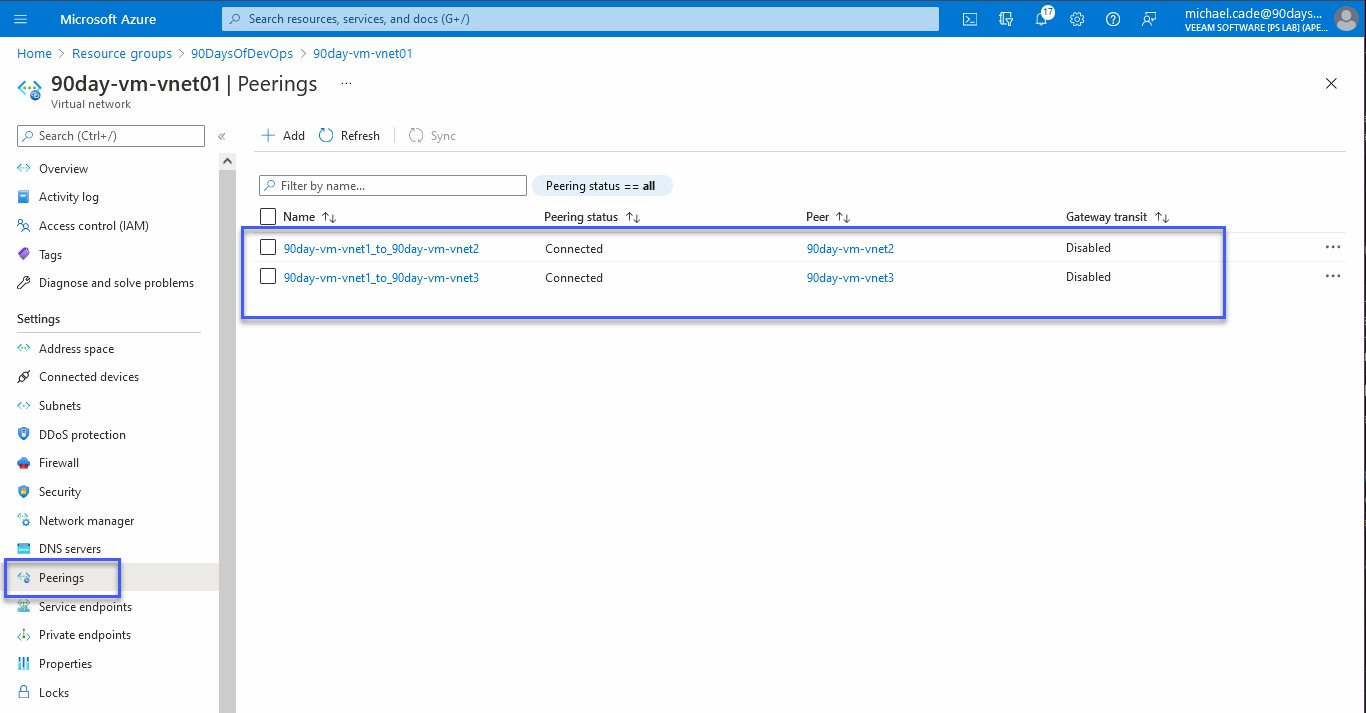 Microsoft Azure
Search resources, services, and docs (G+/)
17
michael.cade@90days...
VEEAM SOFTWARE [PS LAB] (APE...
Home > Resource groups > 90DaysOfDevOps > 90day-vm-vnet01
90day-vm-vnet01 | Peerings ...
Virtual network
Search (Ctrl+/)
«
Add
Refresh
Sync
Overview
Activity log
Access control (IAM)
Tags
Diagnose and solve problems
Settings
Address space
Connected devices
Subnets
DDoS protection
Firewall
Security
Network manager
DNS servers
Peerings
Service endpoints
Private endpoints
Properties
Locks
Filter by name...
Peering status == all
Name ↑↓ Peering status ↑↓ Peer ↑↓ Gateway transit ↑↓
90day-vm-vnet1_to_90day-vm-vnet2 Connected 90day-vm-vnet2 Disabled ...
90day-vm-vnet1_to_90day-vm-vnet3 Connected 90day-vm-vnet3 Disabled ...